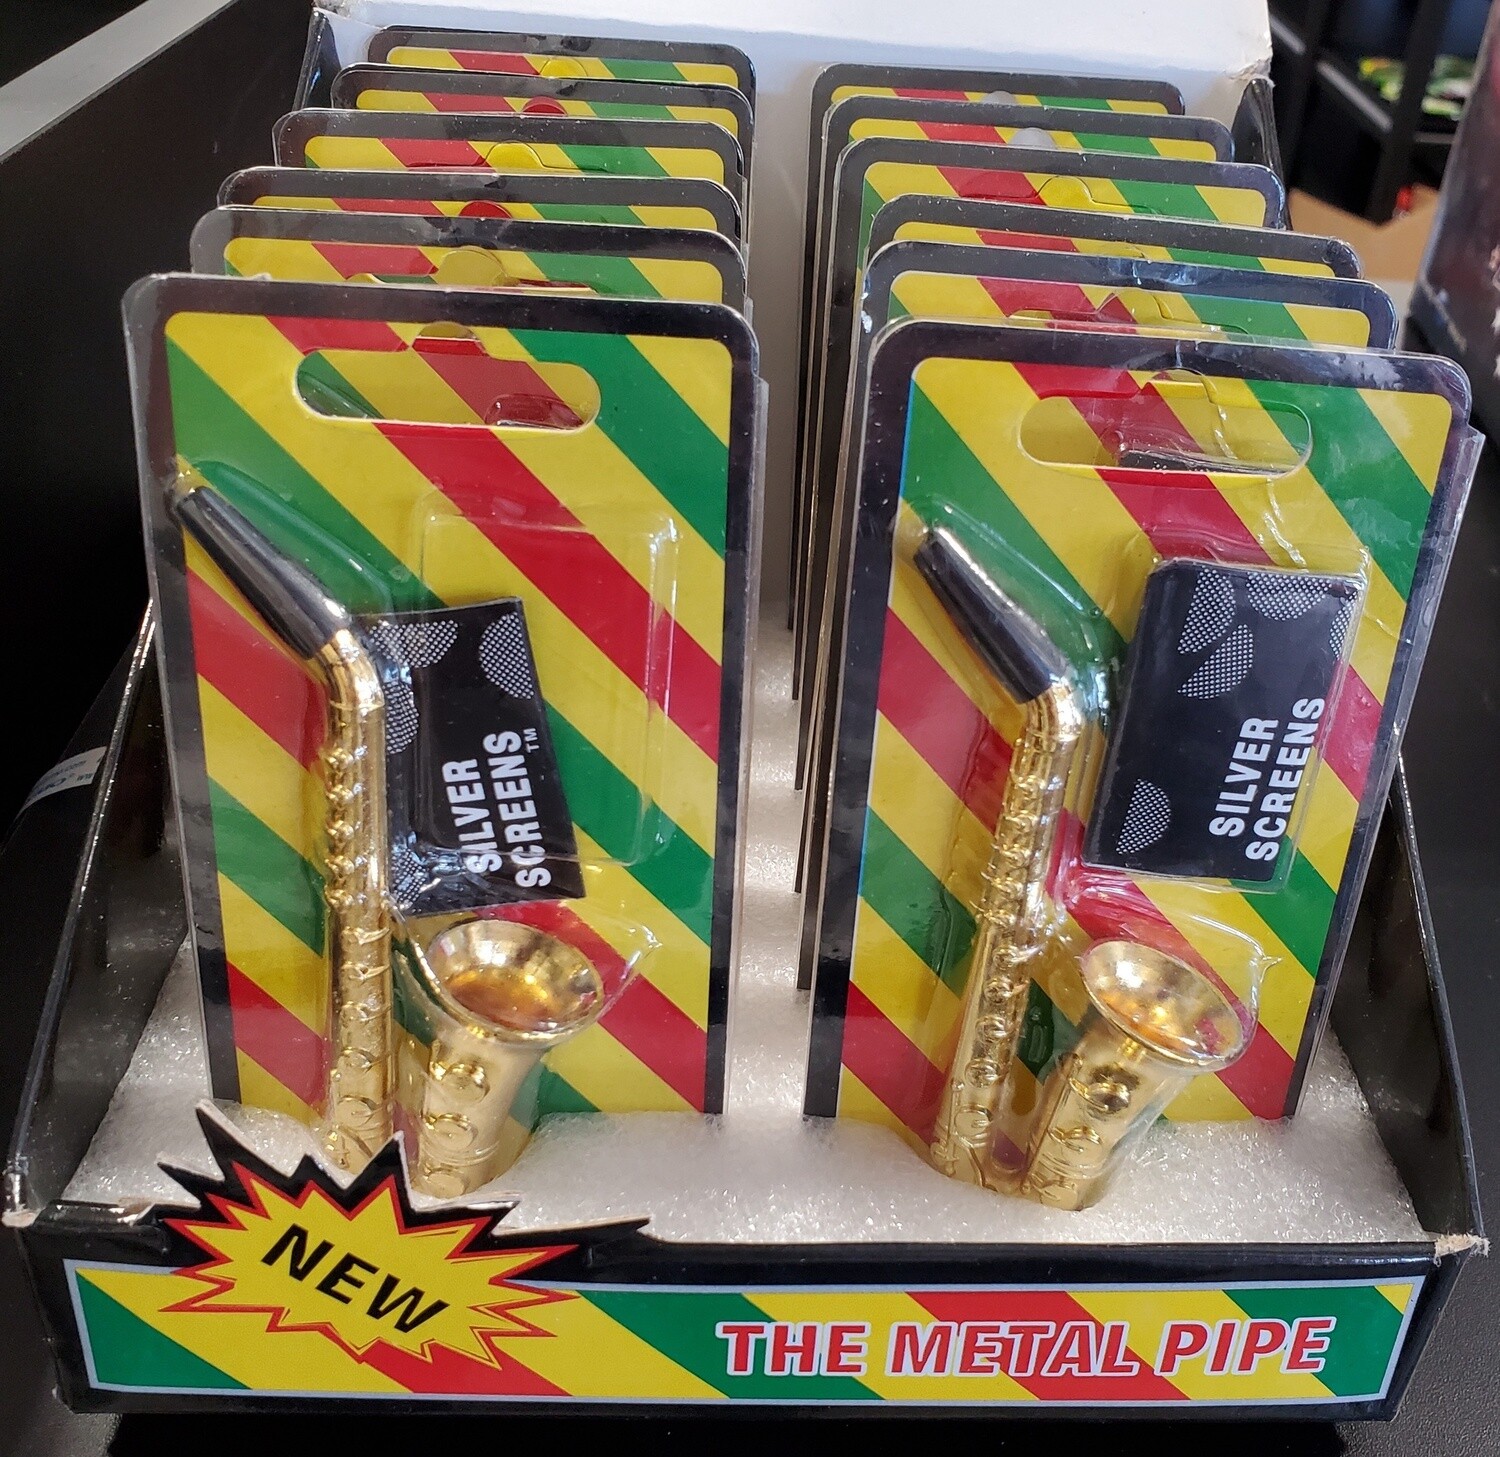 SILVER
SCREENS™
SILVER
SCREENS
NEW
THE METAL PIPE